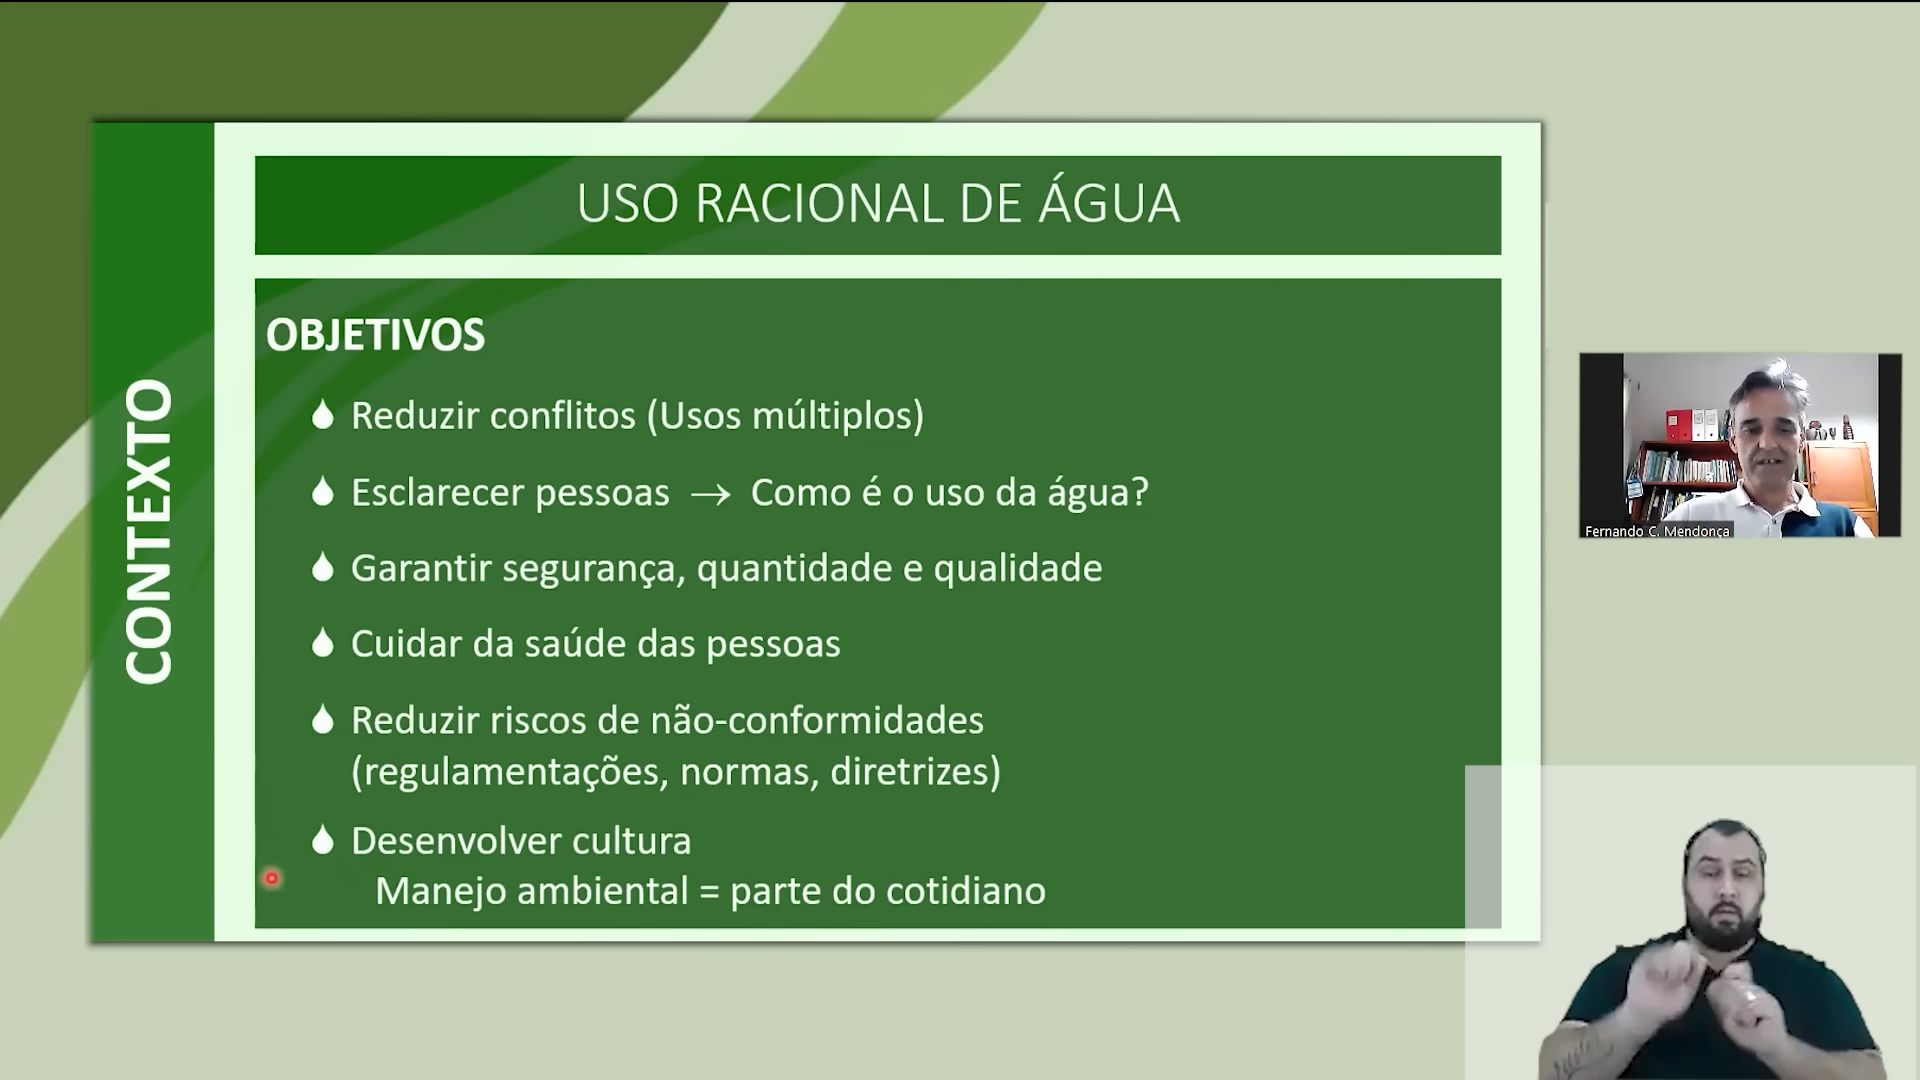 CONTEXTO
USO RACIONAL DE ÁGUA
OBJETIVOS
Reduzir conflitos (Usos múltiplos)
Esclarecer pessoas → Como é o uso da água?
Garantir segurança, quantidade e qualidade
Cuidar da saúde das pessoas
Reduzir riscos de não-conformidades
(regulamentações, normas, diretrizes)
Desenvolver cultura
Manejo ambiental = parte do cotidiano
Fernando C. Mendonça